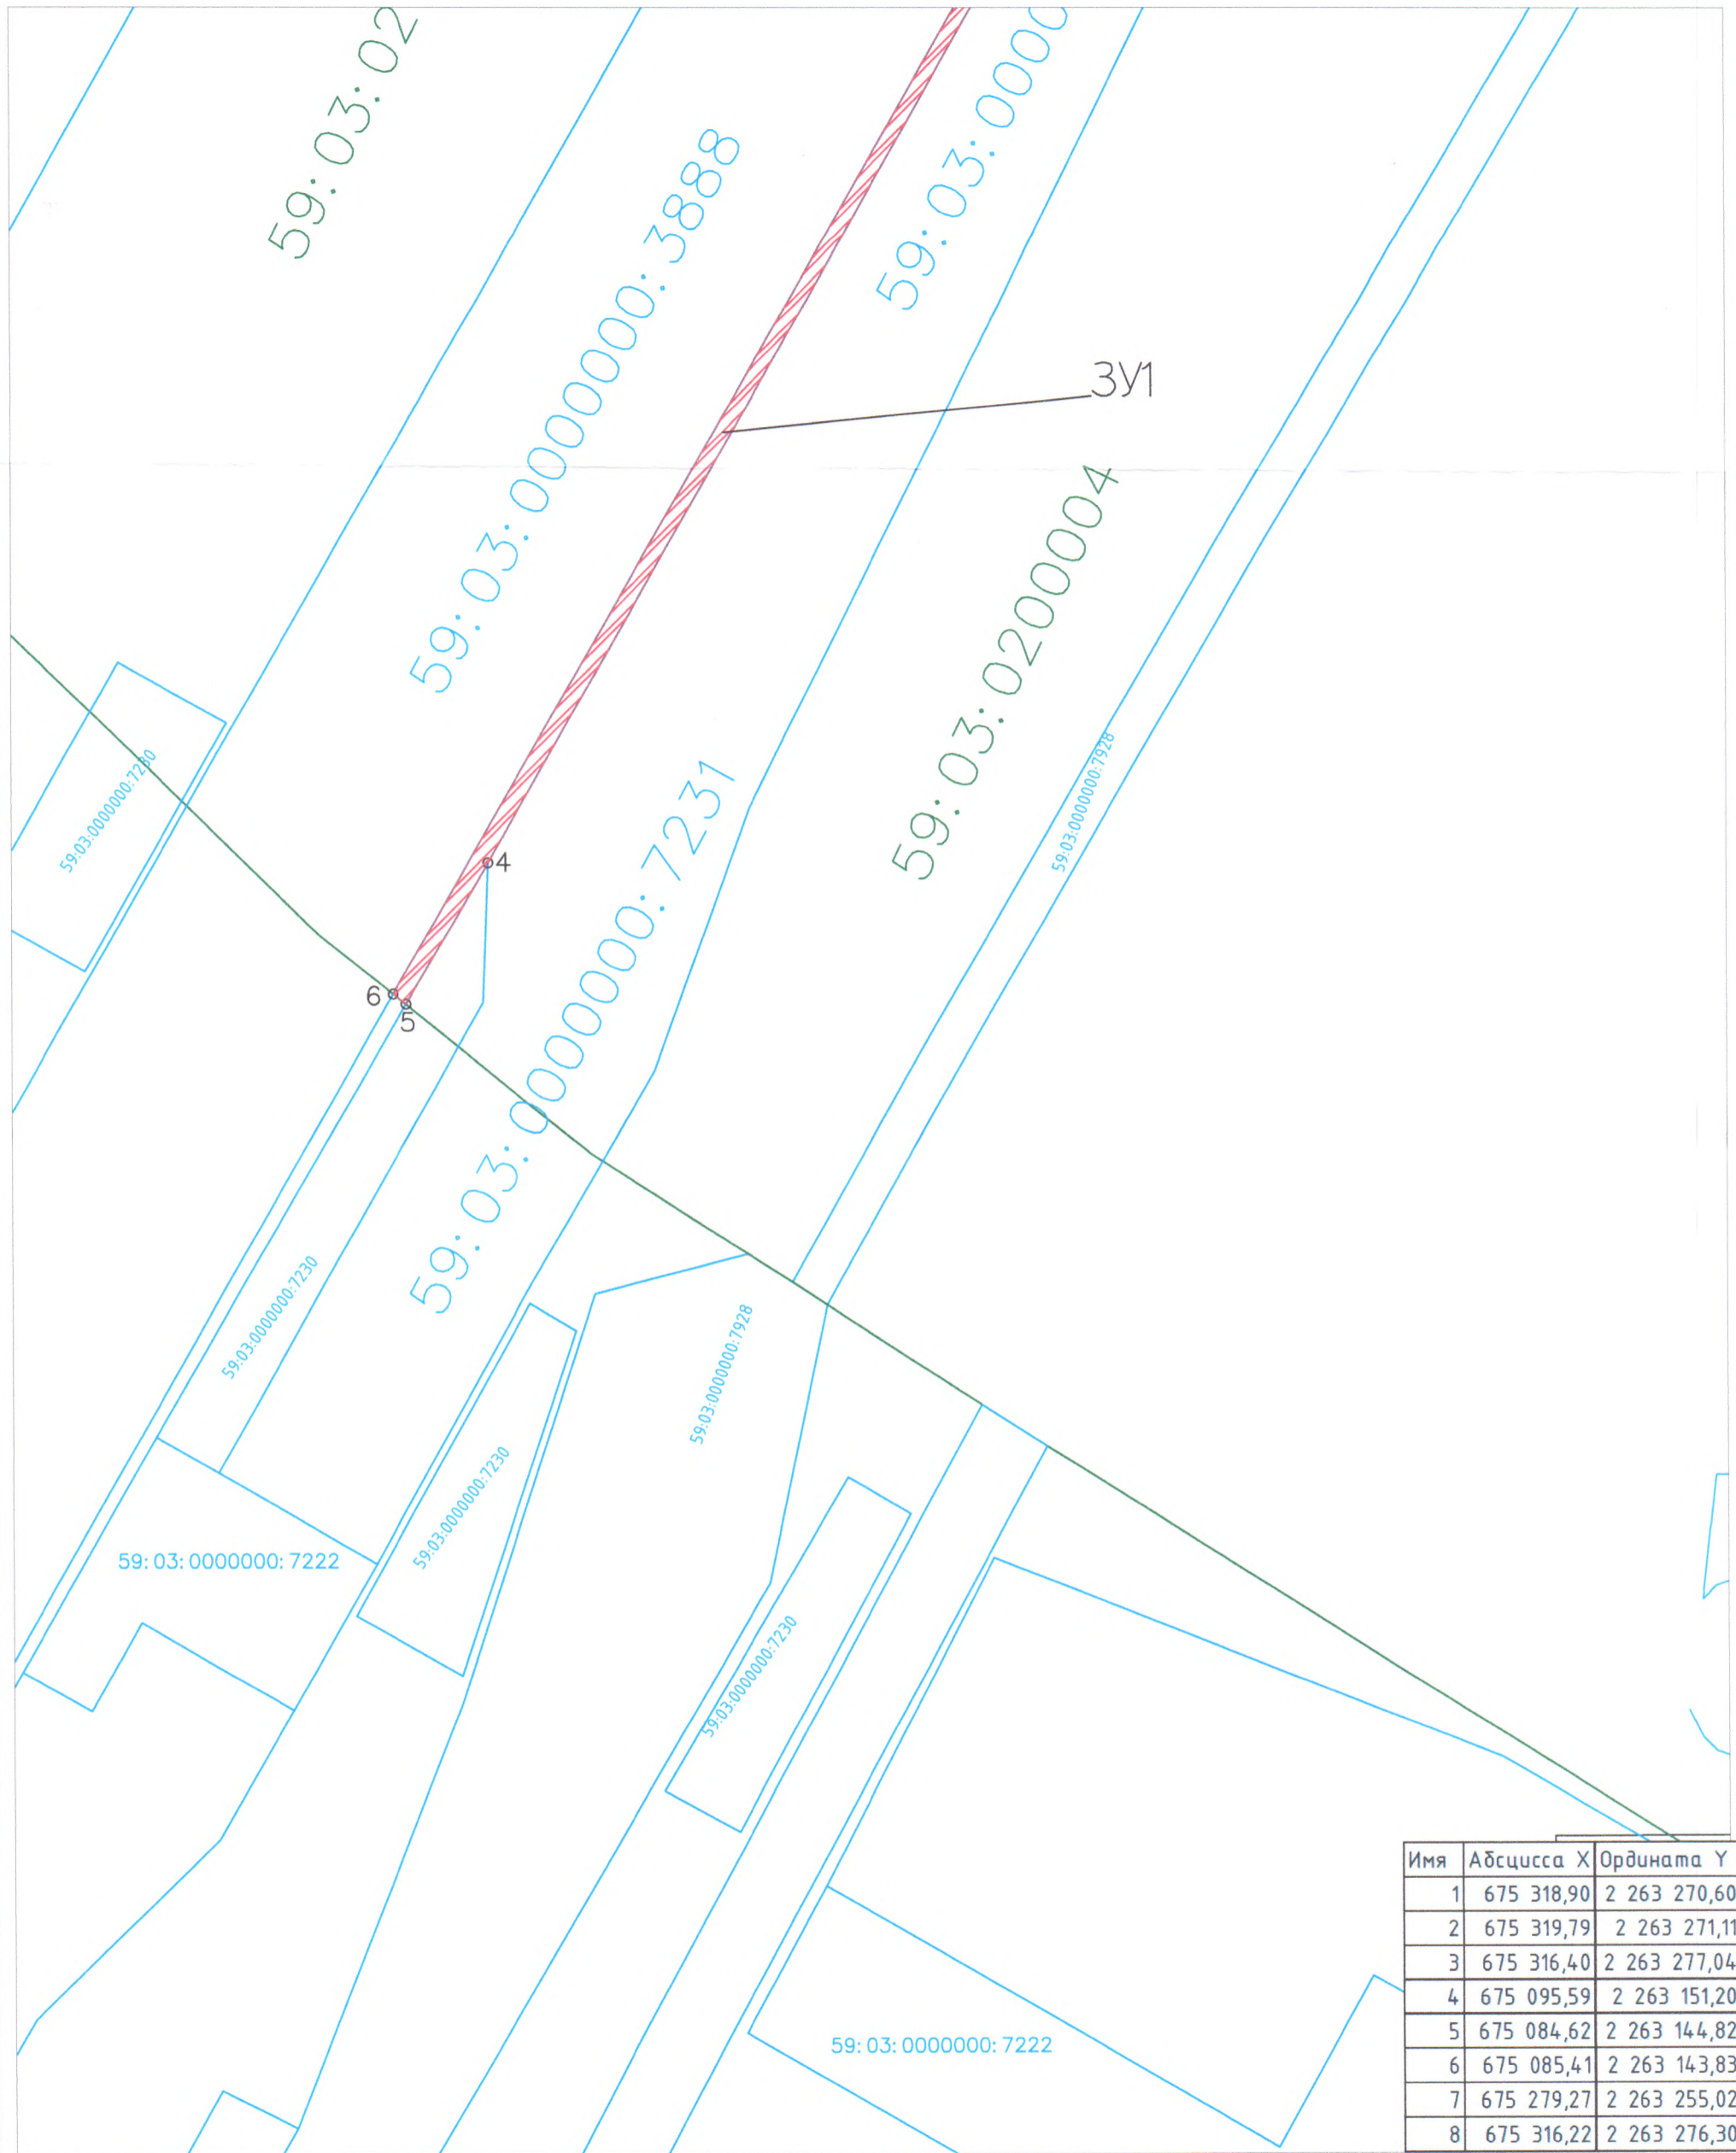 59:03:02
59:03:0000000:3888
59:03:0000
ЗУ1
59:03:0200004
59:03:0000000:7928
59:03:0000000:7230
59:03:0000000:7231
4
6
5
59:03:0000000:7230
59:03:0000000:7928
59:03:0000000:7230
59:03:0000000:7222
59:03:0000000:7230
59:03:0000000:7222
Имя Абсцисса X Ордината Y
1 675 318,90 2 263 270,60
2 675 319,79 2 263 271,11
3 675 316,40 2 263 277,04
4 675 095,59 2 263 151,20
5 675 084,62 2 263 144,82
6 675 085,41 2 263 143,83
7 675 279,27 2 263 255,02
8 675 316,22 2 263 276,30